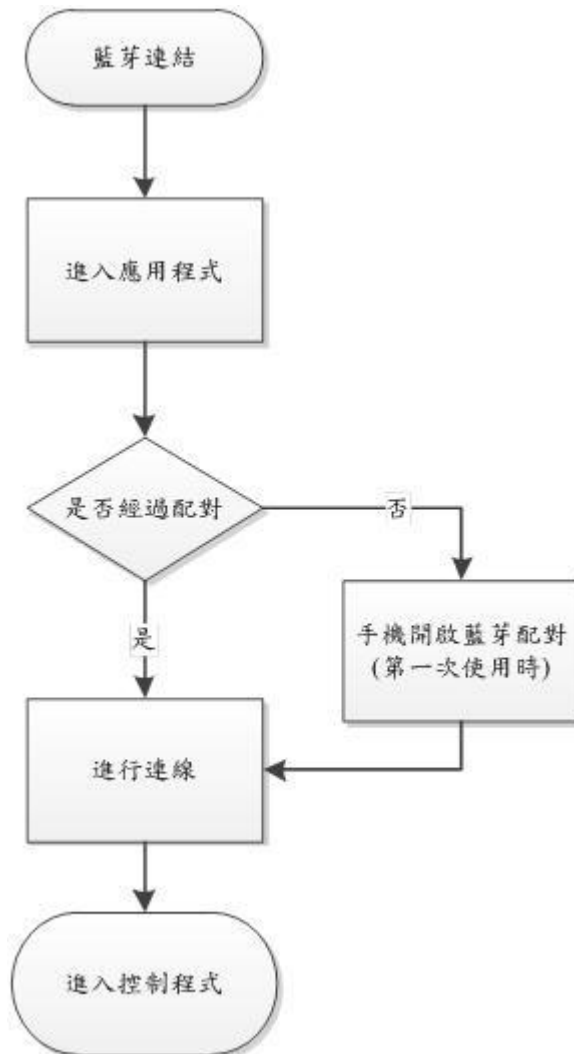 藍芽連結
進入應用程式
是否經過配對
否
是
手機開啟藍芽配對
(第一次使用時)
進行連線
進入控制程式